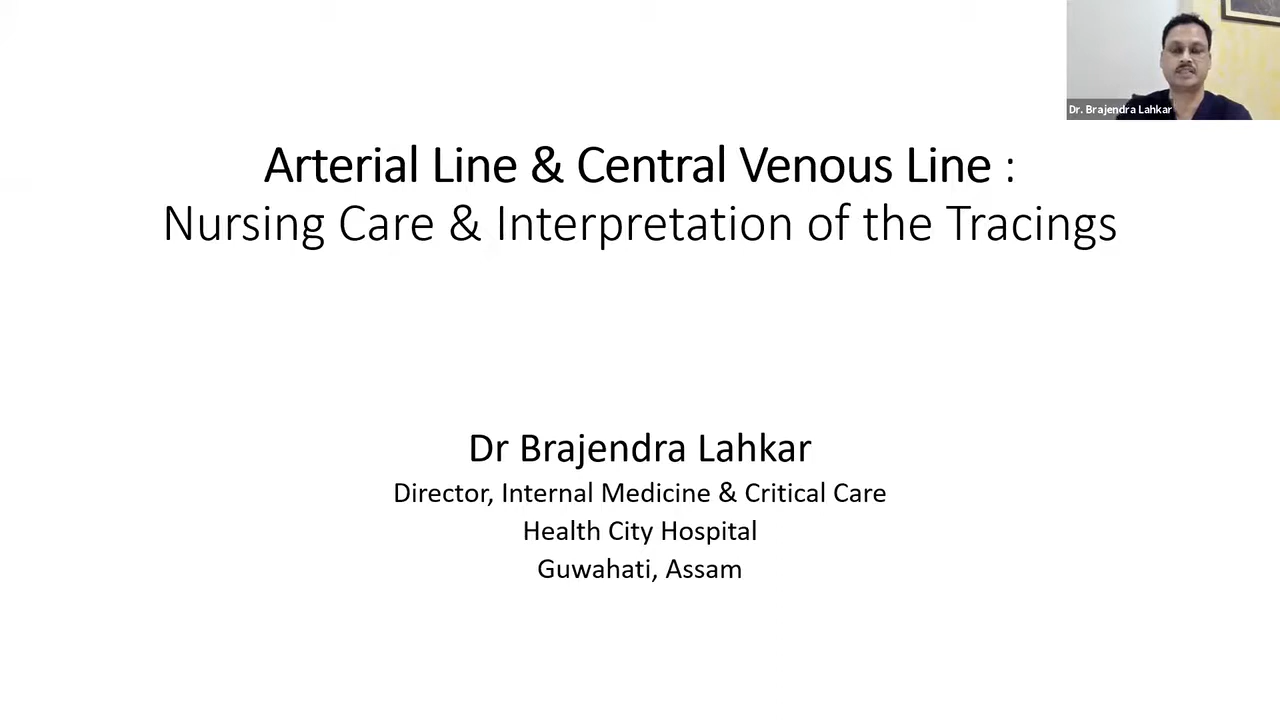 Dr. Brajendra Lahkar
Arterial Line & Central Venous Line :
Nursing Care & Interpretation of the Tracings
Dr Brajendra Lahkar
Director, Internal Medicine & Critical Care
Health City Hospital
Guwahati, Assam